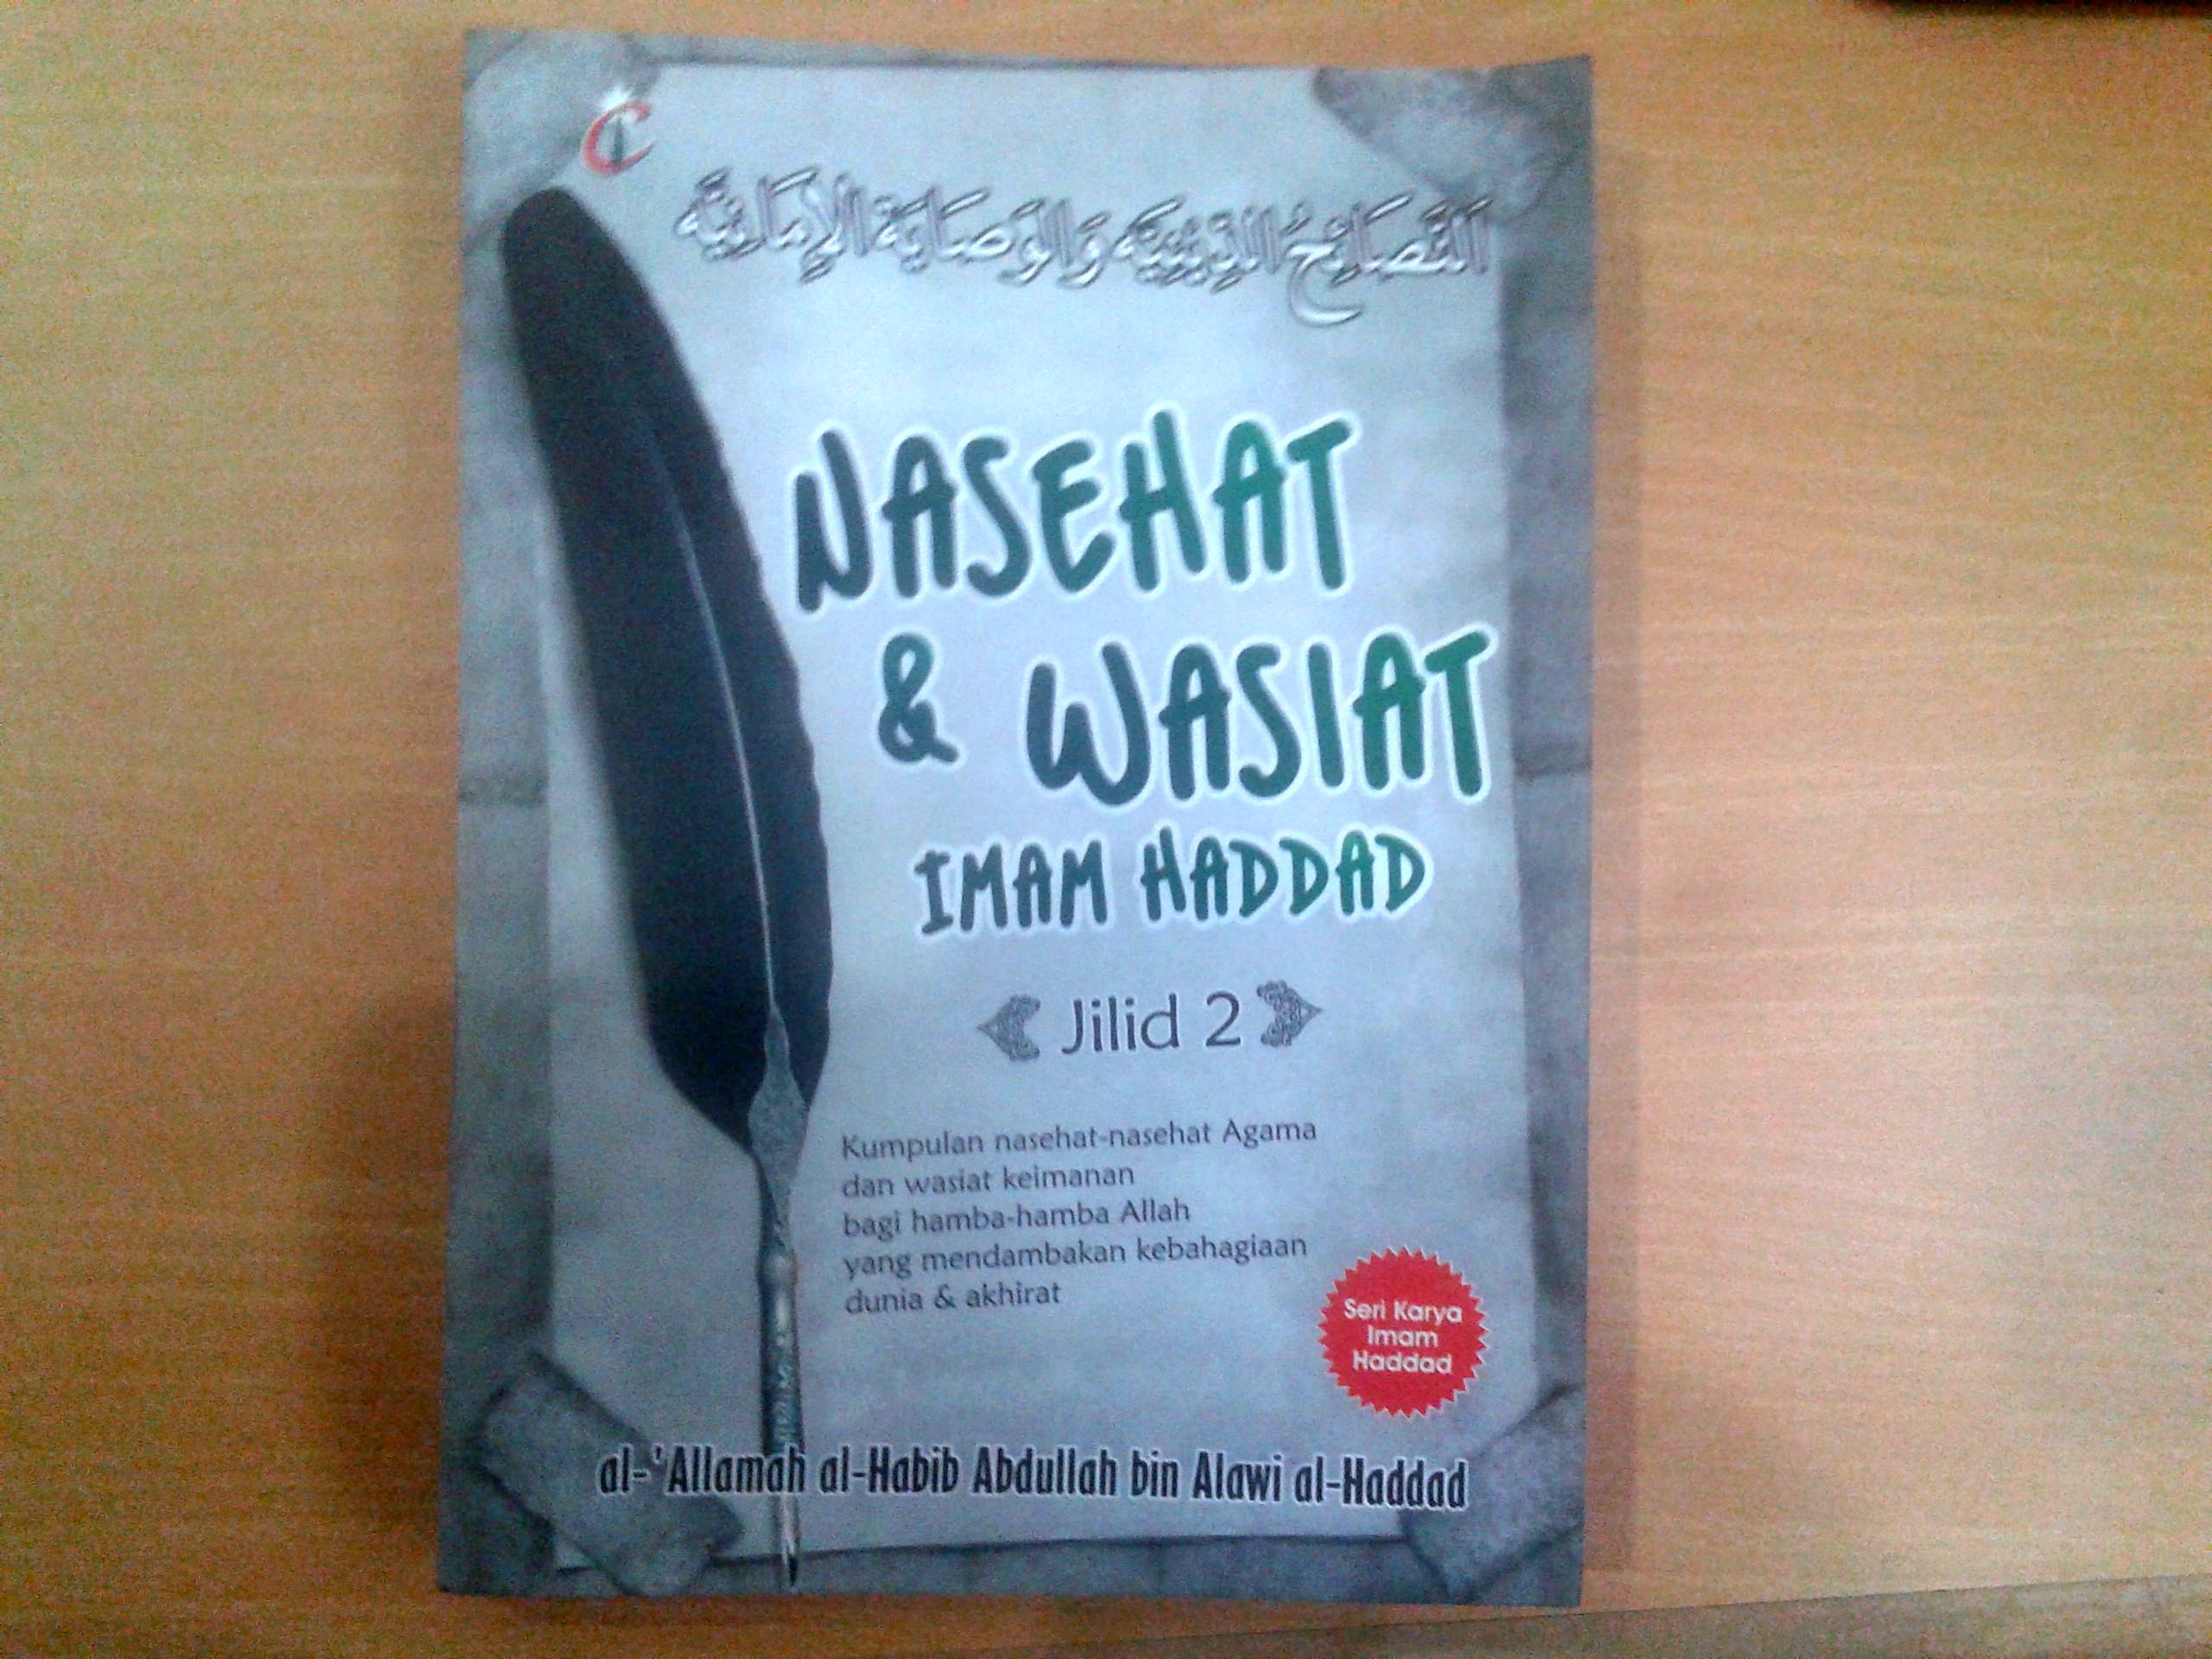 النصائح الدينية والوصايا الإيمانية
NASEHAT
& WASIAT
IMAM HADDAD
Jilid 2
Kumpulan nasehat-nasehat Agama
dan wasiat keimanan
bagi hamba-hamba Allah
yang mendambakan kebahagiaan
dunia & akhirat
Seri Karya
Imam
Haddad
al-'Allamah al-Habib Abdullah bin Alawi al-Haddad